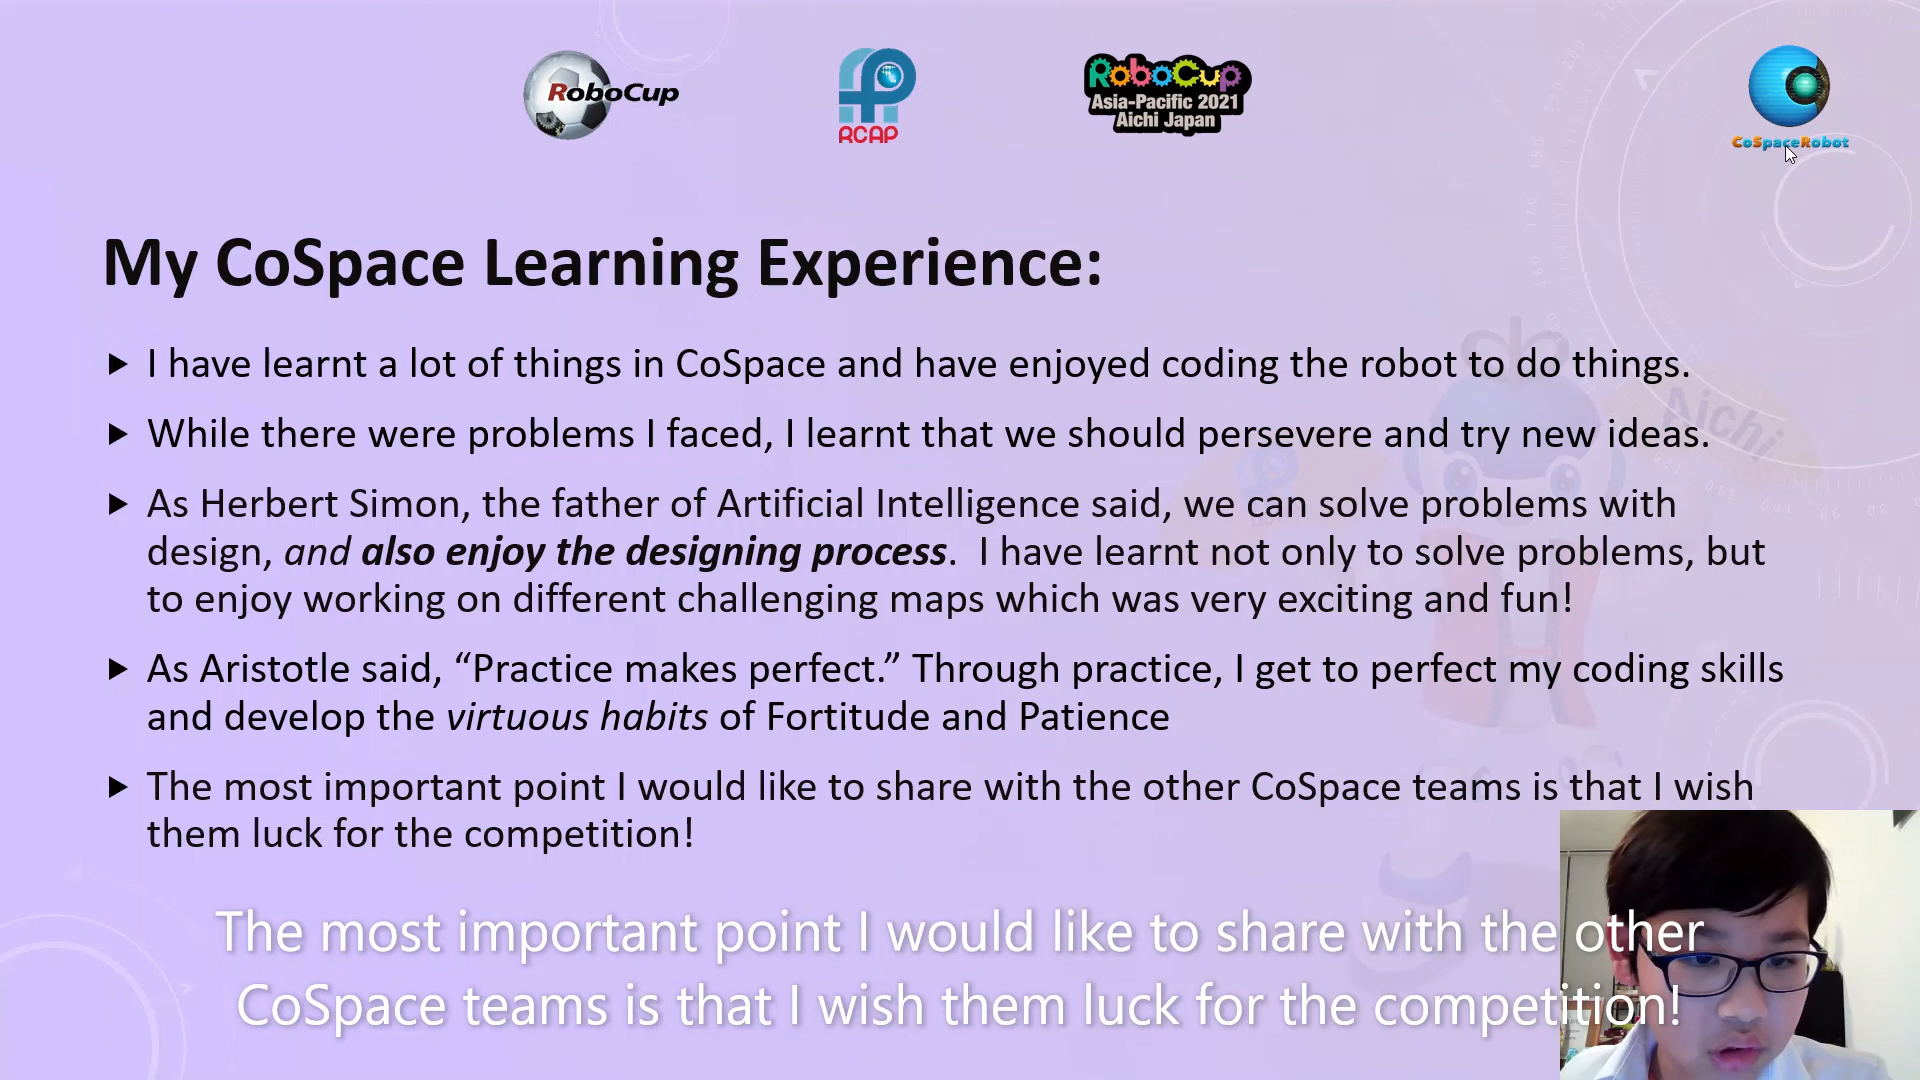 RoboCup
RCAP
RoboCup
Asia-Pacific 2021
Aichi Japan
CoSpaceRobot
My CoSpace Learning Experience:
I have learnt a lot of things in CoSpace and have enjoyed coding the robot to do things.
While there were problems I faced, I learnt that we should persevere and try new ideas.
Aichi
As Herbert Simon, the father of Artificial Intelligence said, we can solve problems with
design, and also enjoy the designing process.  I have learnt not only to solve problems, but
to enjoy working on different challenging maps which was very exciting and fun!
As Aristotle said, “Practice makes perfect.” Through practice, I get to perfect my coding skills
and develop the virtuous habits of Fortitude and Patience
The most important point I would like to share with the other CoSpace teams is that I wish
them luck for the competition!
The most important point I would like to share with the other
CoSpace teams is that I wish them luck for the competition!